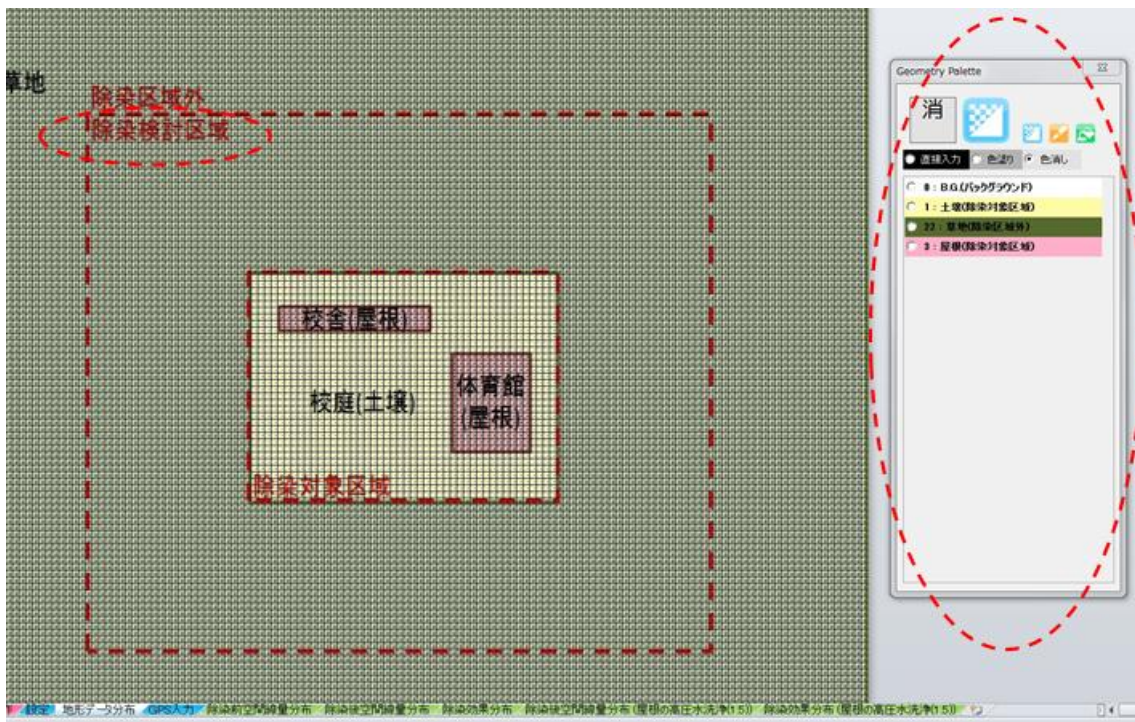 草地
除染区域外
除染検討区域
校舎(屋根)
校庭(土壌)
体育館
(屋根)
除染対象区域
Geometry Palette
消
直接入力 色塗り 色消し
0 : B.G.(バックグラウンド)
1 : 土壌(除染対象区域)
22 : 草地(除染区域外)
3 : 屋根(除染対象区域)
設定 地形データ分布 GPS入力 除染前空間線量分布 除染後空間線量分布 除染効果分布 除染後空間線量分布(屋根の高圧水洗浄(1.5)) 除染効果分布(屋根の高圧水洗浄(1.5))